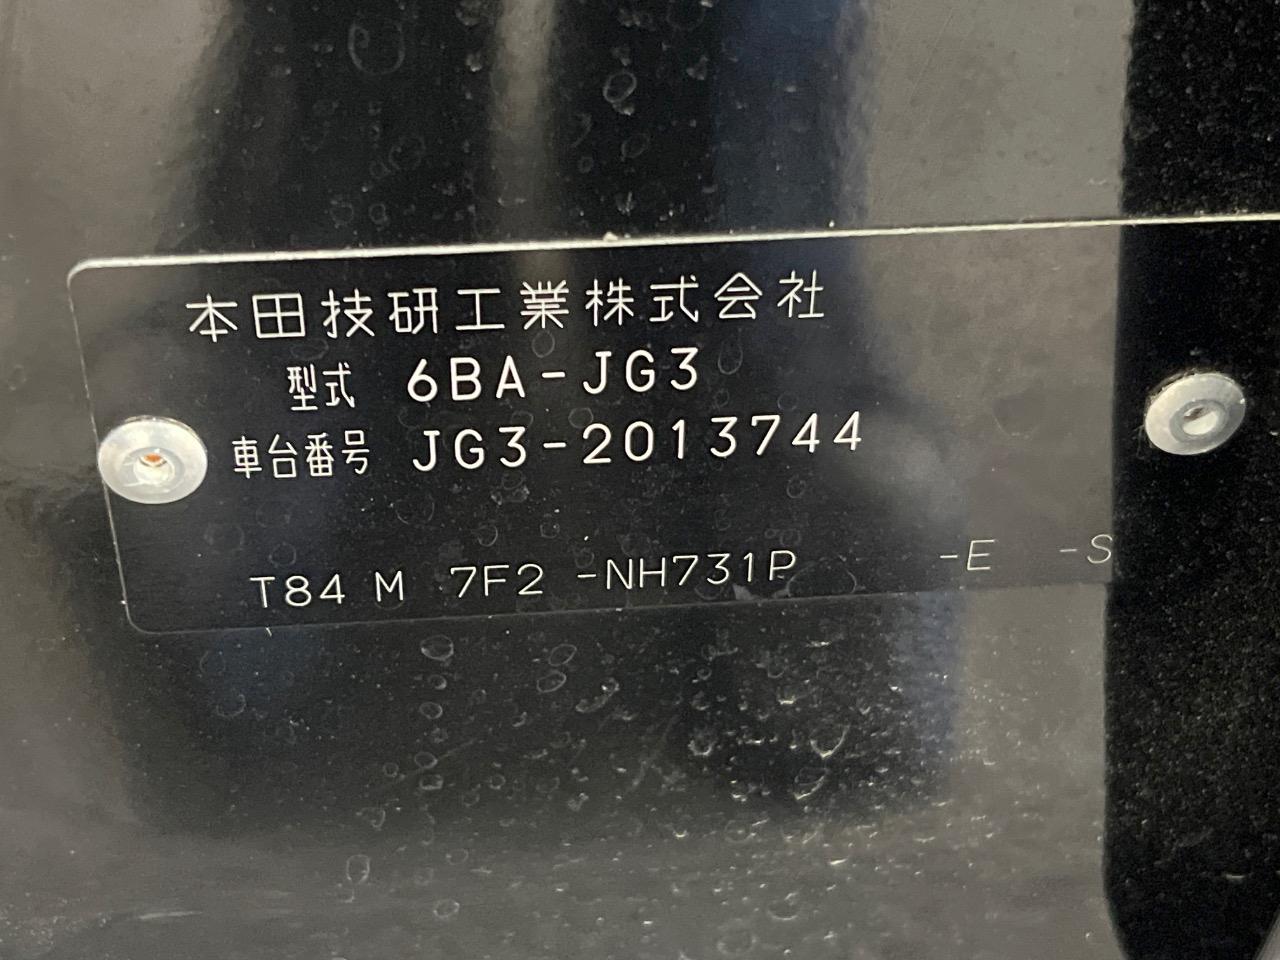 本田技研工業株式会社
型式 6BA-JG3
車台番号 JG3-2013744
T84 M 7F2 -NH731P -E -S